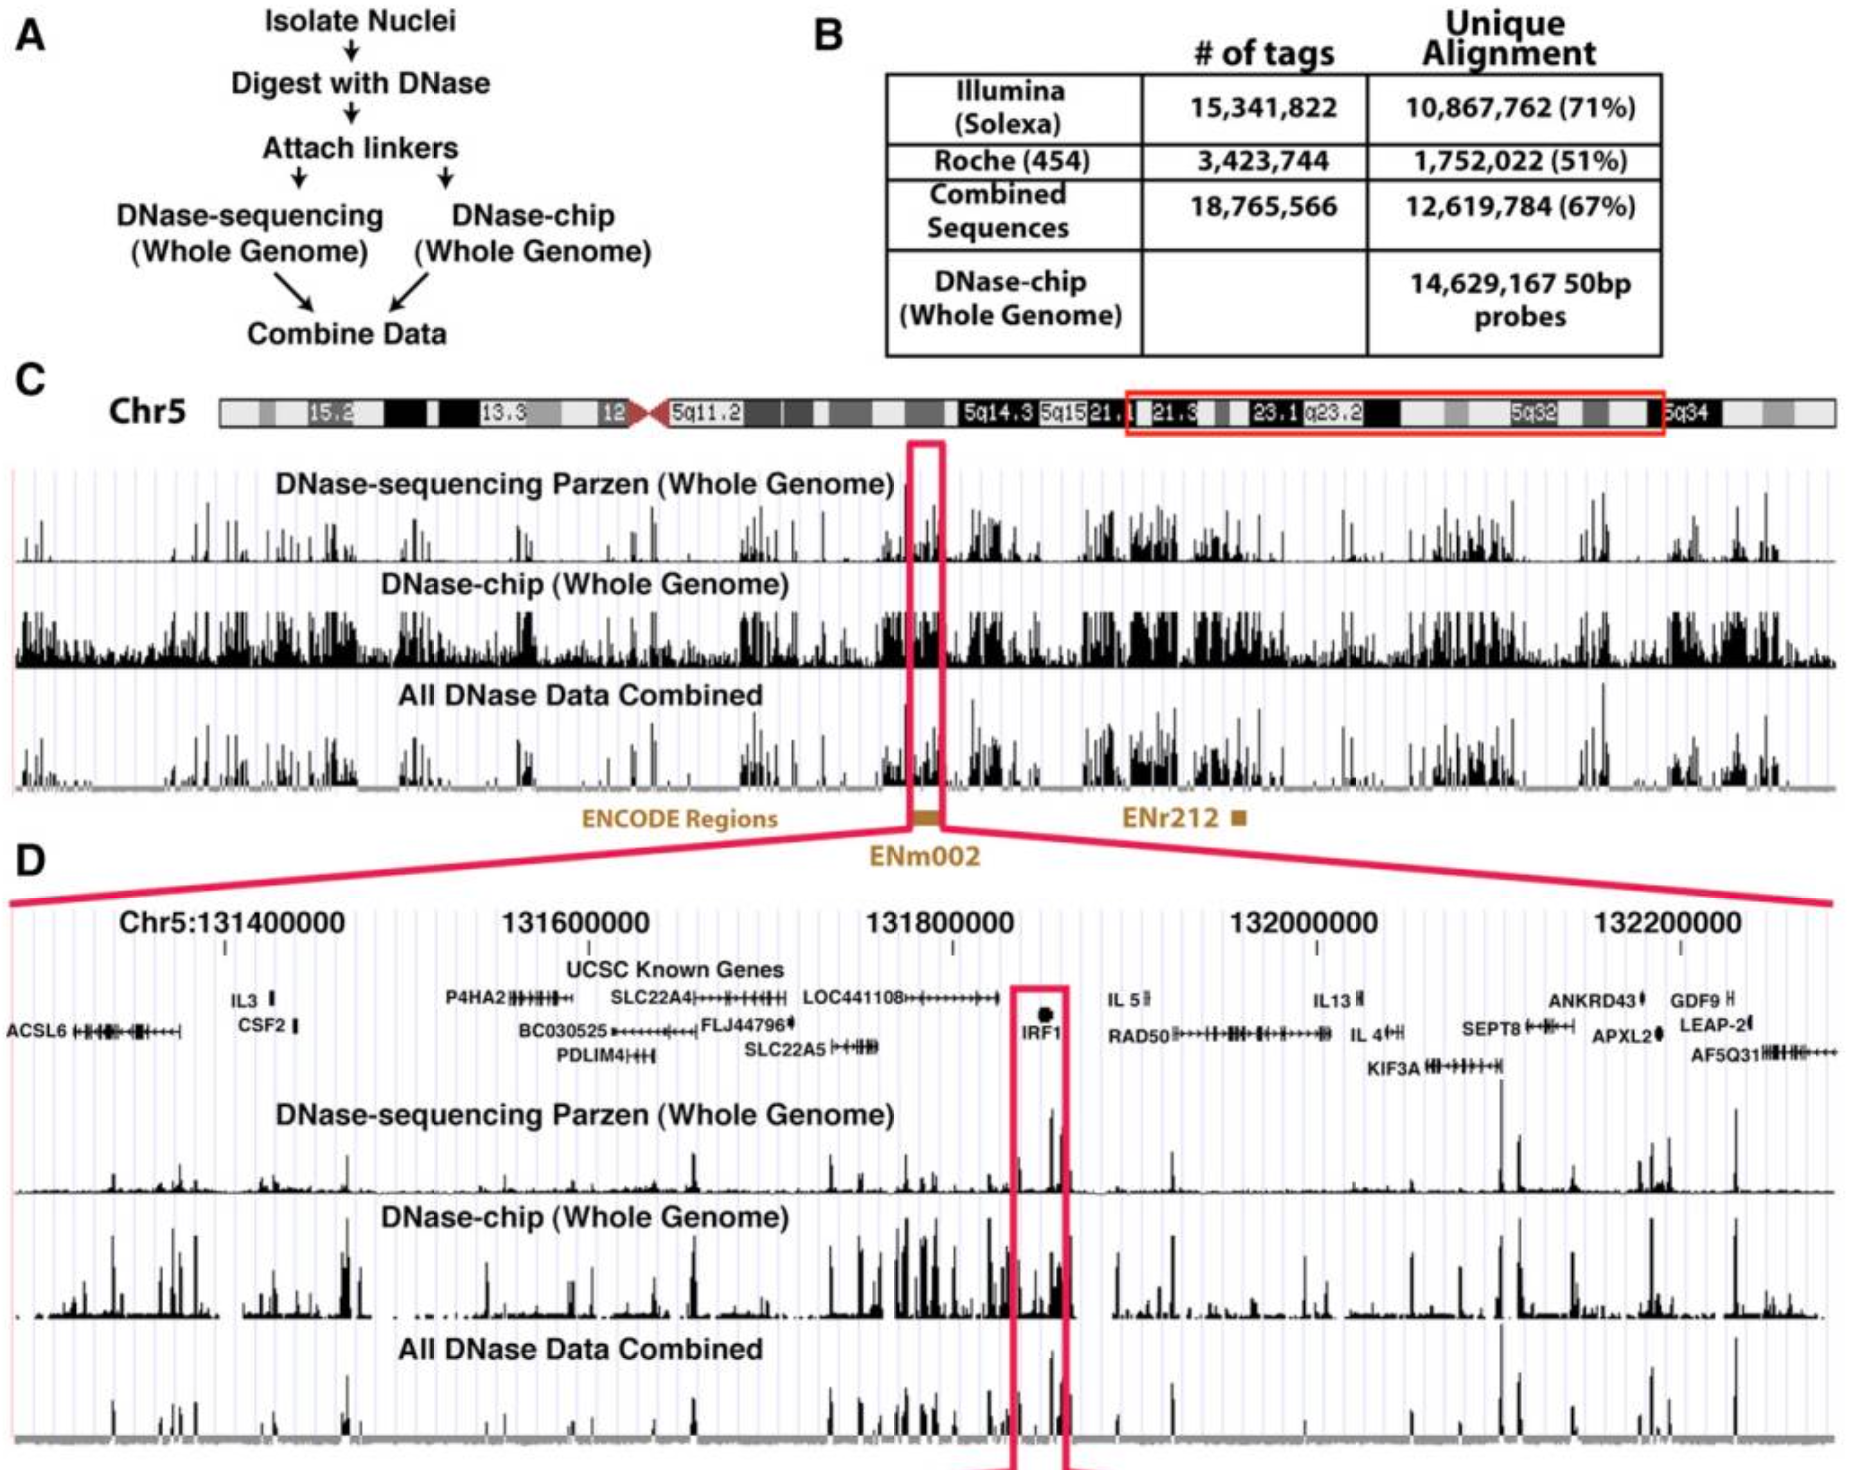 A
Isolate Nuclei
Digest with DNase
Attach linkers
DNase-sequencing
(Whole Genome)
DNase-chip
(Whole Genome)
Combine Data
B
# of tags
Unique
Alignment
Illumina
(Solexa)
15,341,822
10,867,762 (71%)
Roche (454)
3,423,744
1,752,022 (51%)
Combined
Sequences
18,765,566
12,619,784 (67%)
DNase-chip
(Whole Genome)
14,629,167 50bp
probes
C
Chr5
15.2
13.3
12
5q11.2
5q14.3
5q15
21.1
21.3
23.1
q23.2
5q32
5q34
DNase-sequencing Parzen (Whole Genome)
DNase-chip (Whole Genome)
All DNase Data Combined
ENCODE Regions
ENr212
ENm002
D
Chr5:131400000
131600000
131800000
132000000
132200000
UCSC Known Genes
IL3
P4HA2
SLC22A4
LOC441108
IL 5
IL13
ANKRD43
GDF9
ACSL6
CSF2
BC030525
FLJ44796
IRF1
RAD50
IL 4
SEPT8
APXL2
LEAP-2
PDLIM4
SLC22A5
KIF3A
AF5Q31
DNase-sequencing Parzen (Whole Genome)
DNase-chip (Whole Genome)
All DNase Data Combined